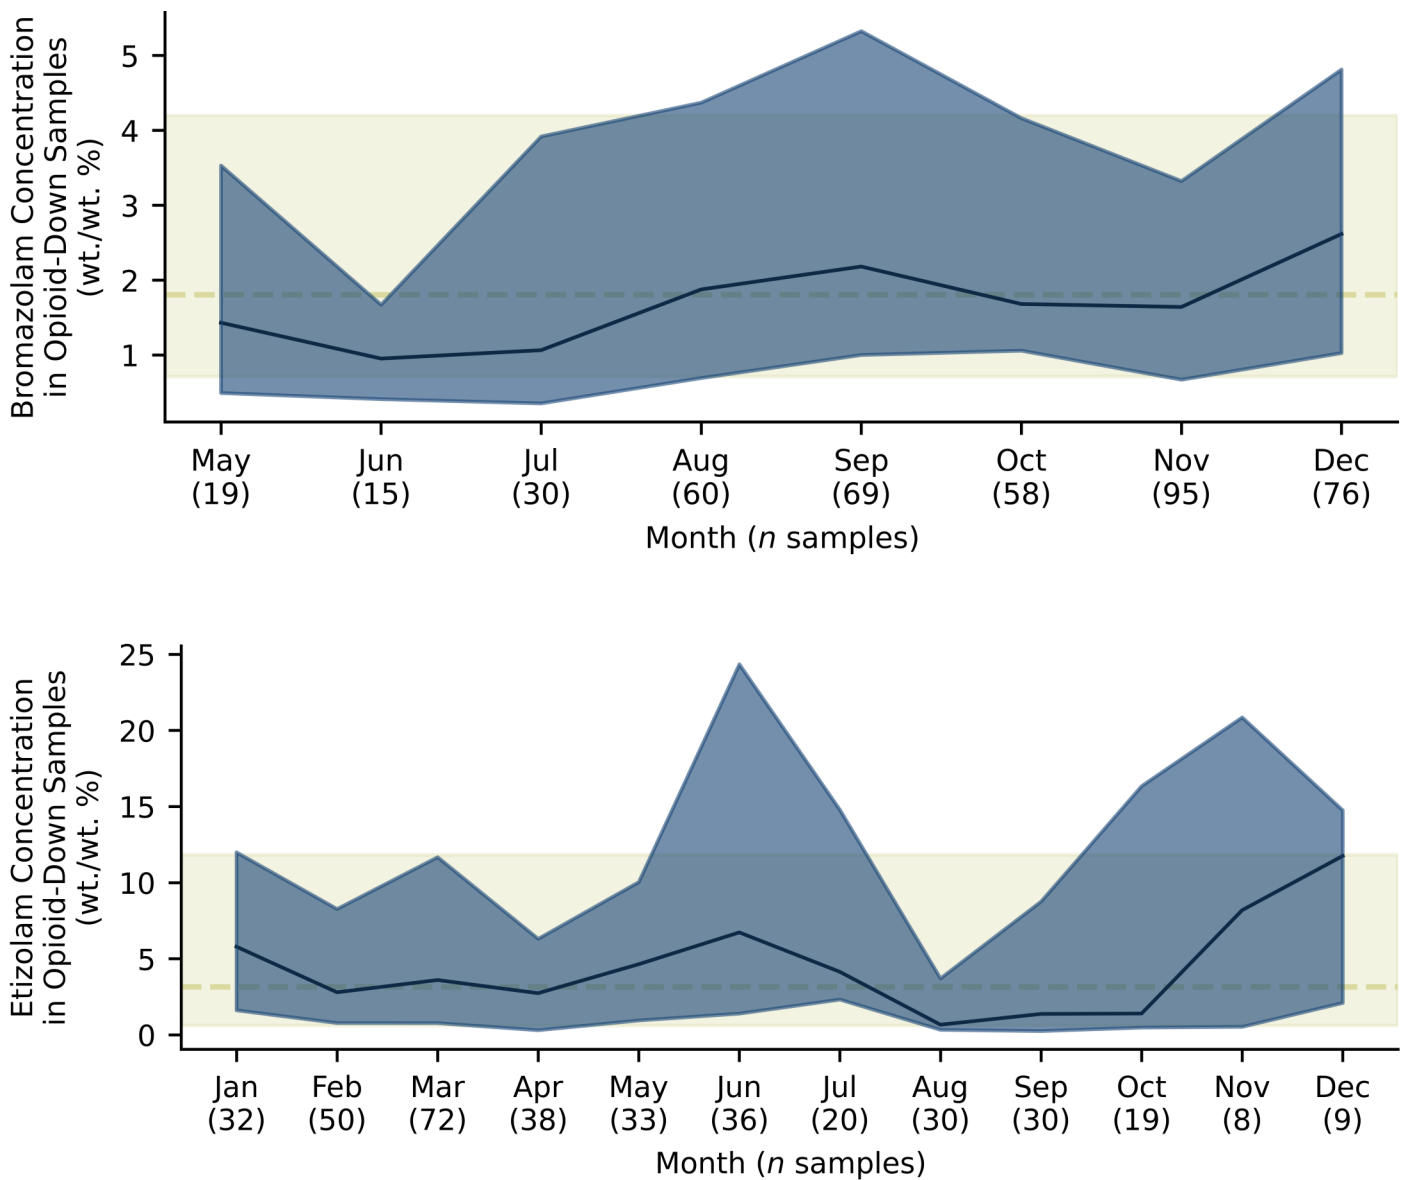 Bromazolam Concentration
in Opioid-Down Samples
(wt./wt. %)
5
4
3
2
1
May Jun Jul Aug Sep Oct Nov Dec
(19) (15) (30) (60) (69) (58) (95) (76)
Month (n samples)
Etizolam Concentration
in Opioid-Down Samples
(wt./wt. %)
25
20
15
10
5
0
Jan Feb Mar Apr May Jun Jul Aug Sep Oct Nov Dec
(32) (50) (72) (38) (33) (36) (20) (30) (30) (19) (8) (9)
Month (n samples)